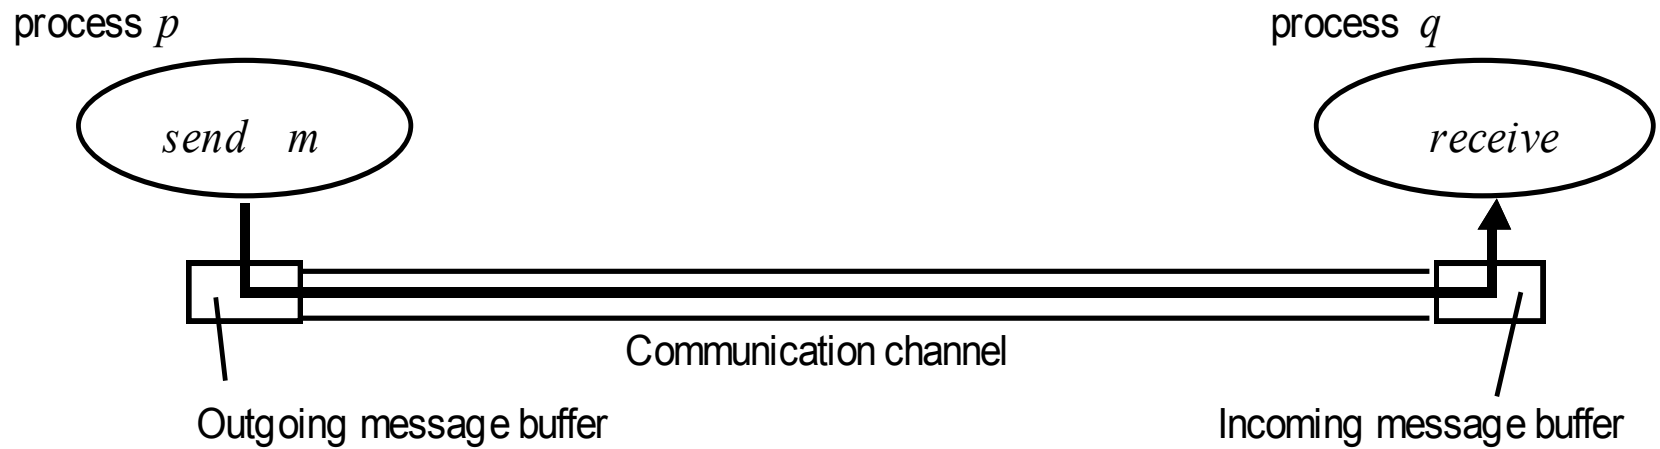 process p
process q
send m
receive
Communication channel
Outgoing message buffer
Incoming message buffer